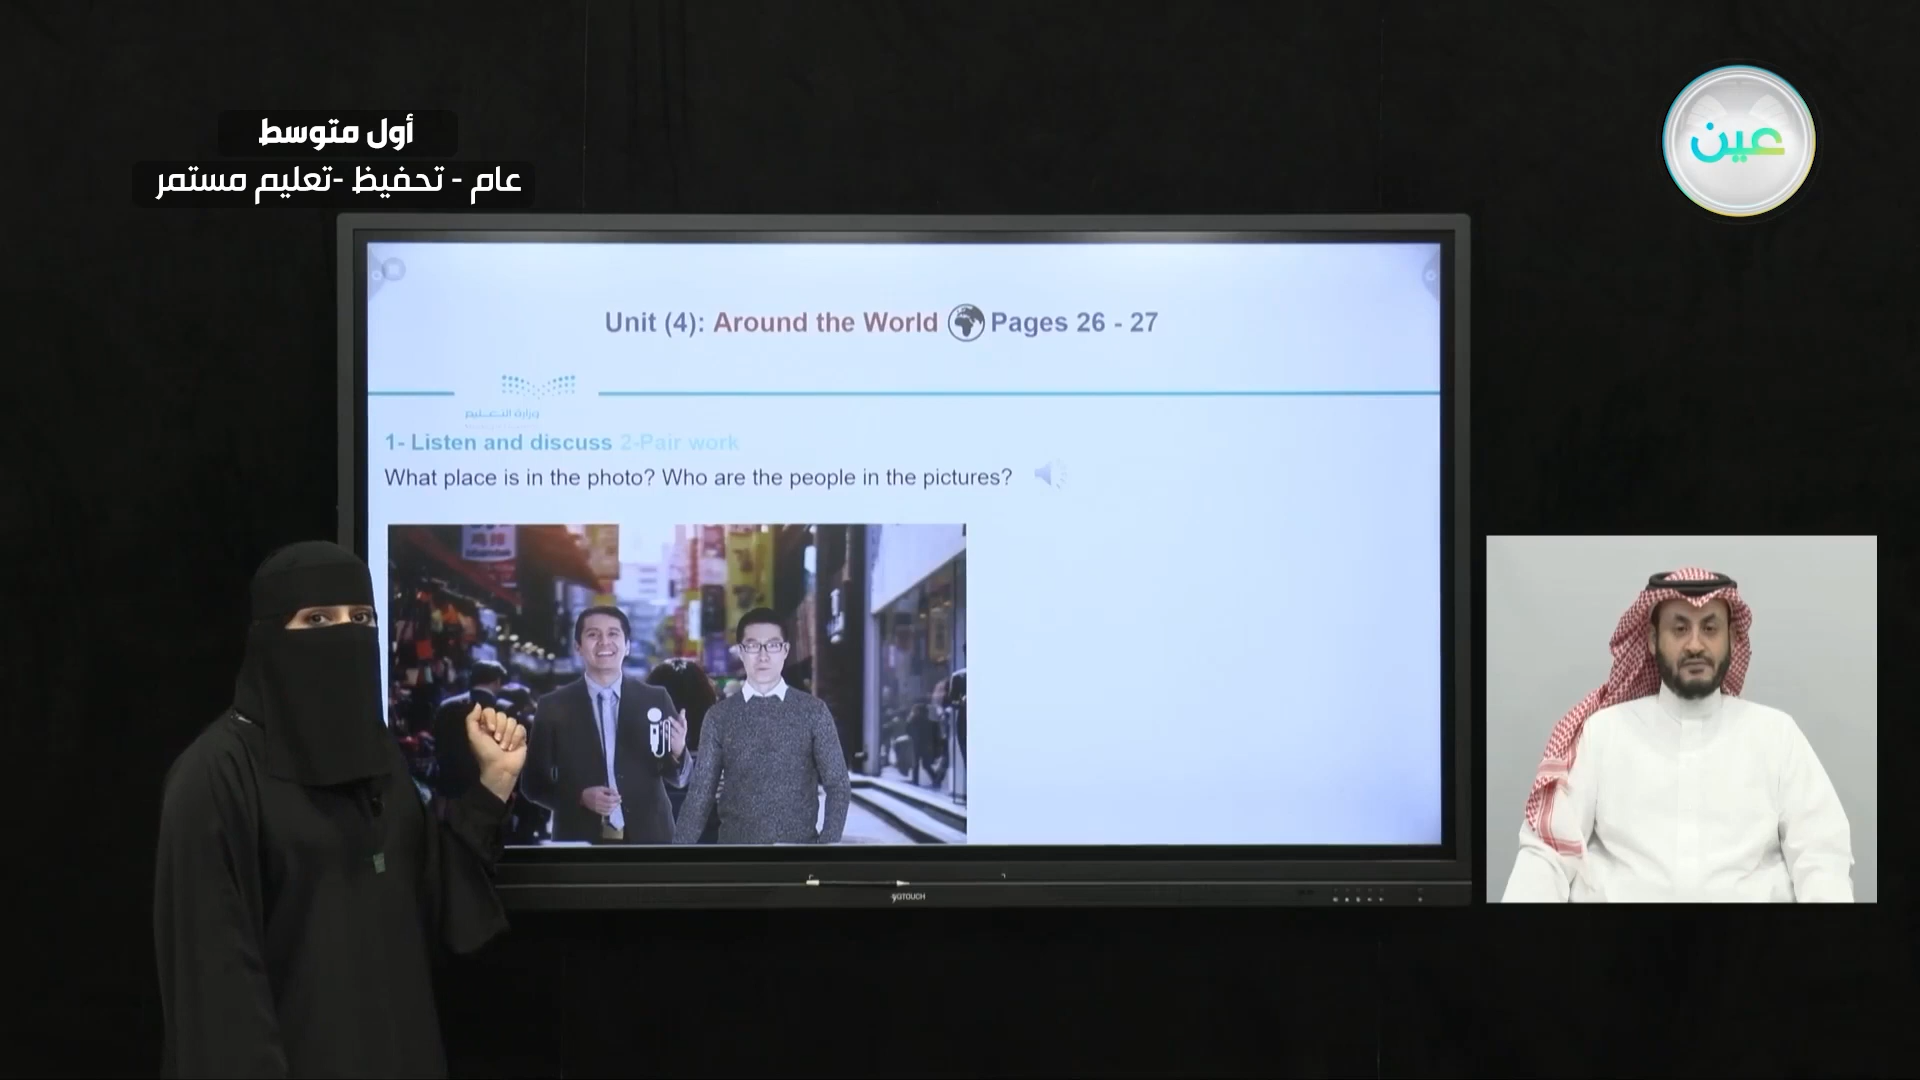 أول متوسط
عام - تحفيظ -تعليم مستمر
عين
Unit (4): Around the World Pages 26 - 27
وزارة التعليم
1- Listen and discuss 2-Pair work
What place is in the photo? Who are the people in the pictures?